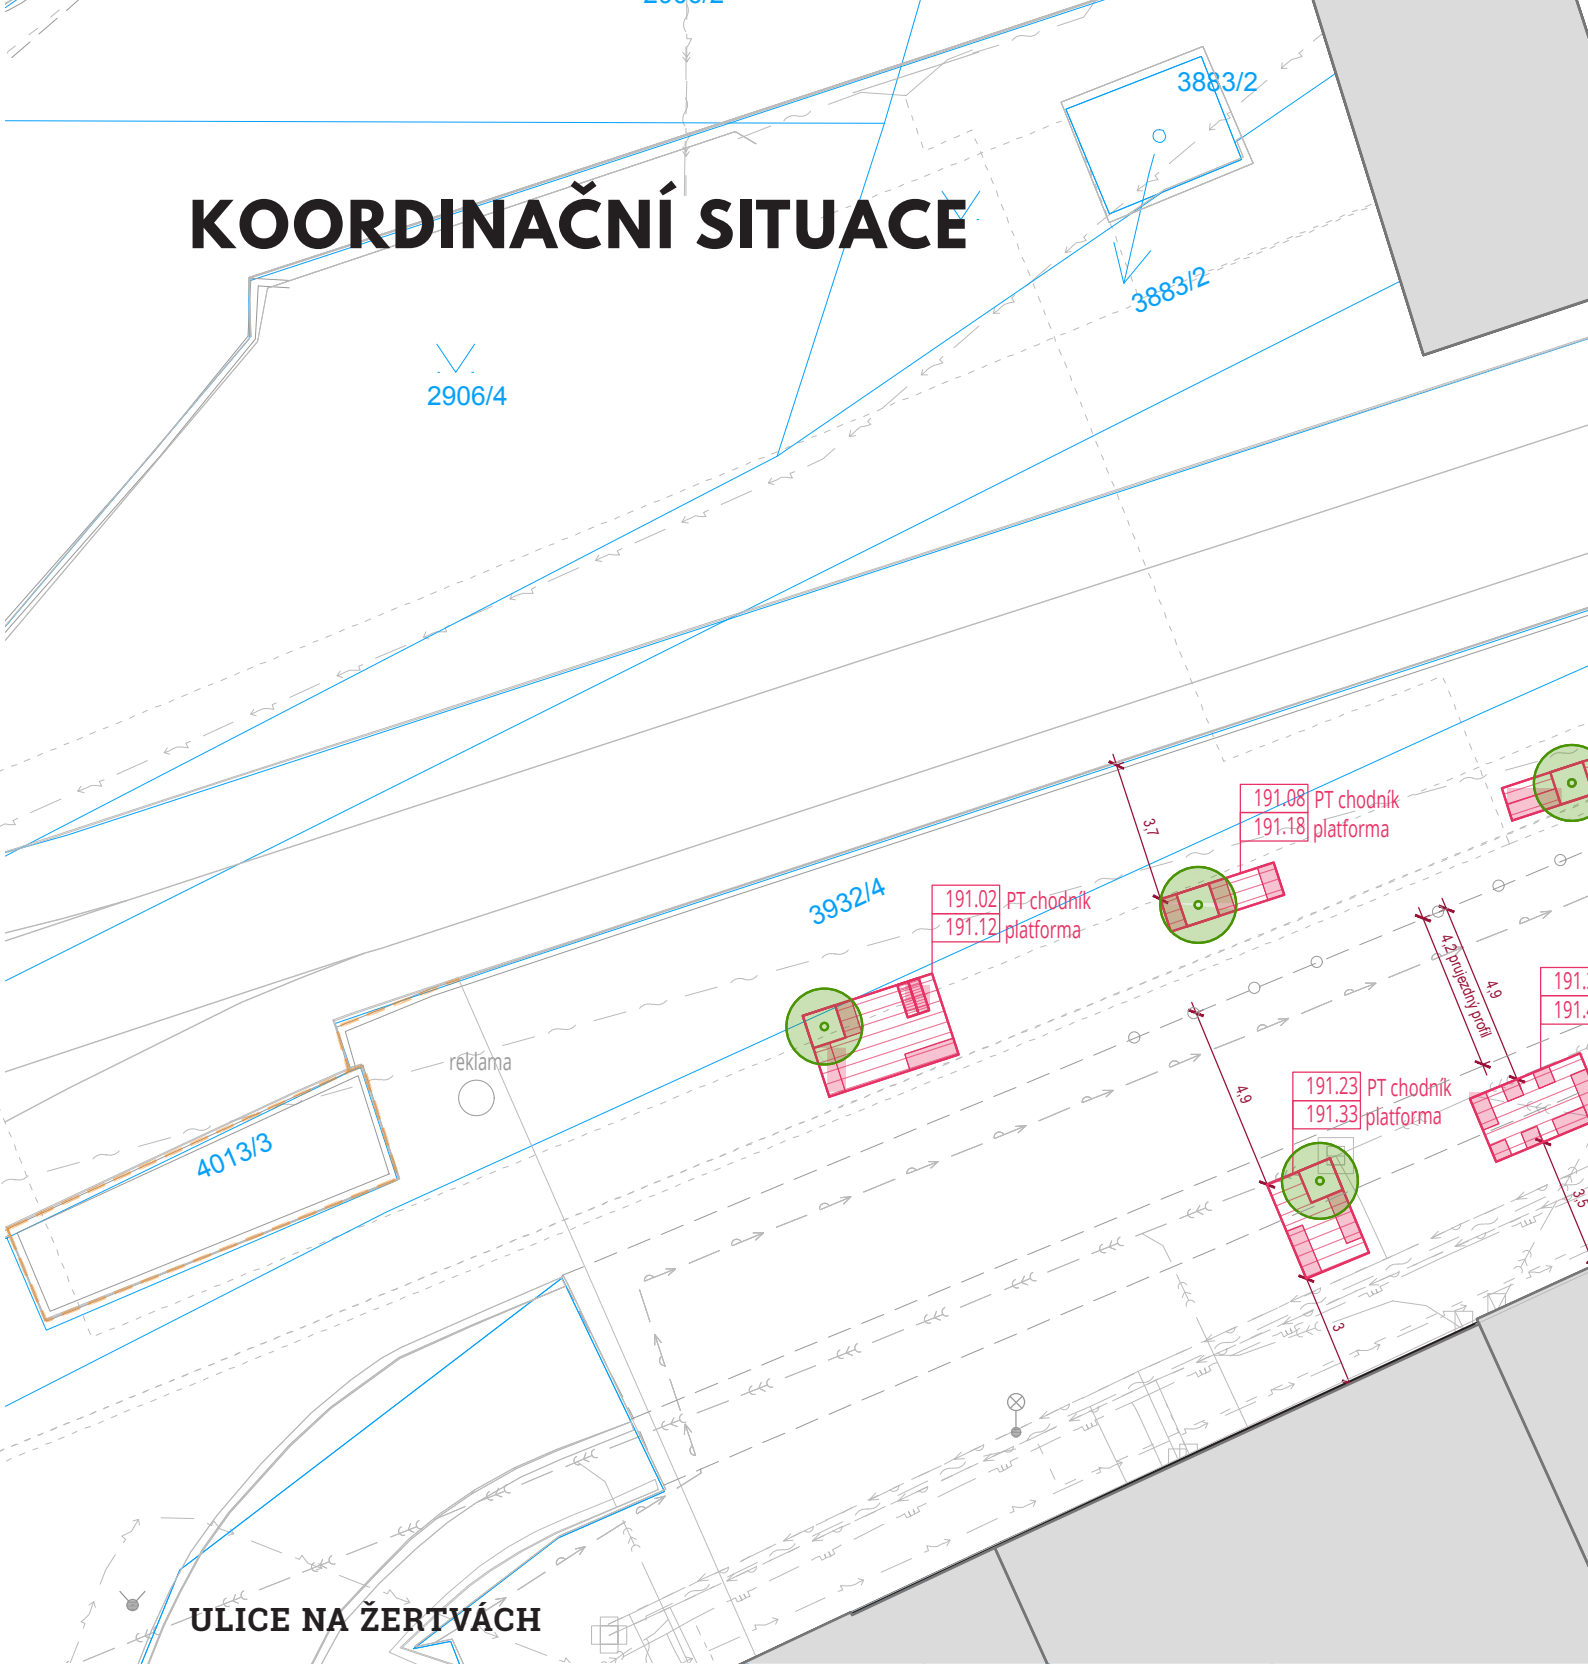 3883/2
KOORDINAČNÍ SITUACE
3883/2
2906/4
191.08 PT chodník
191.18 platforma
3,7
3932/4
191.02 PT chodník
191.12 platforma
4,2 prujezdný profil
4,9
reklama
4,9
191.23 PT chodník
191.33 platforma
4013/3
3,5
3
ULICE NA ŽERTVÁCH